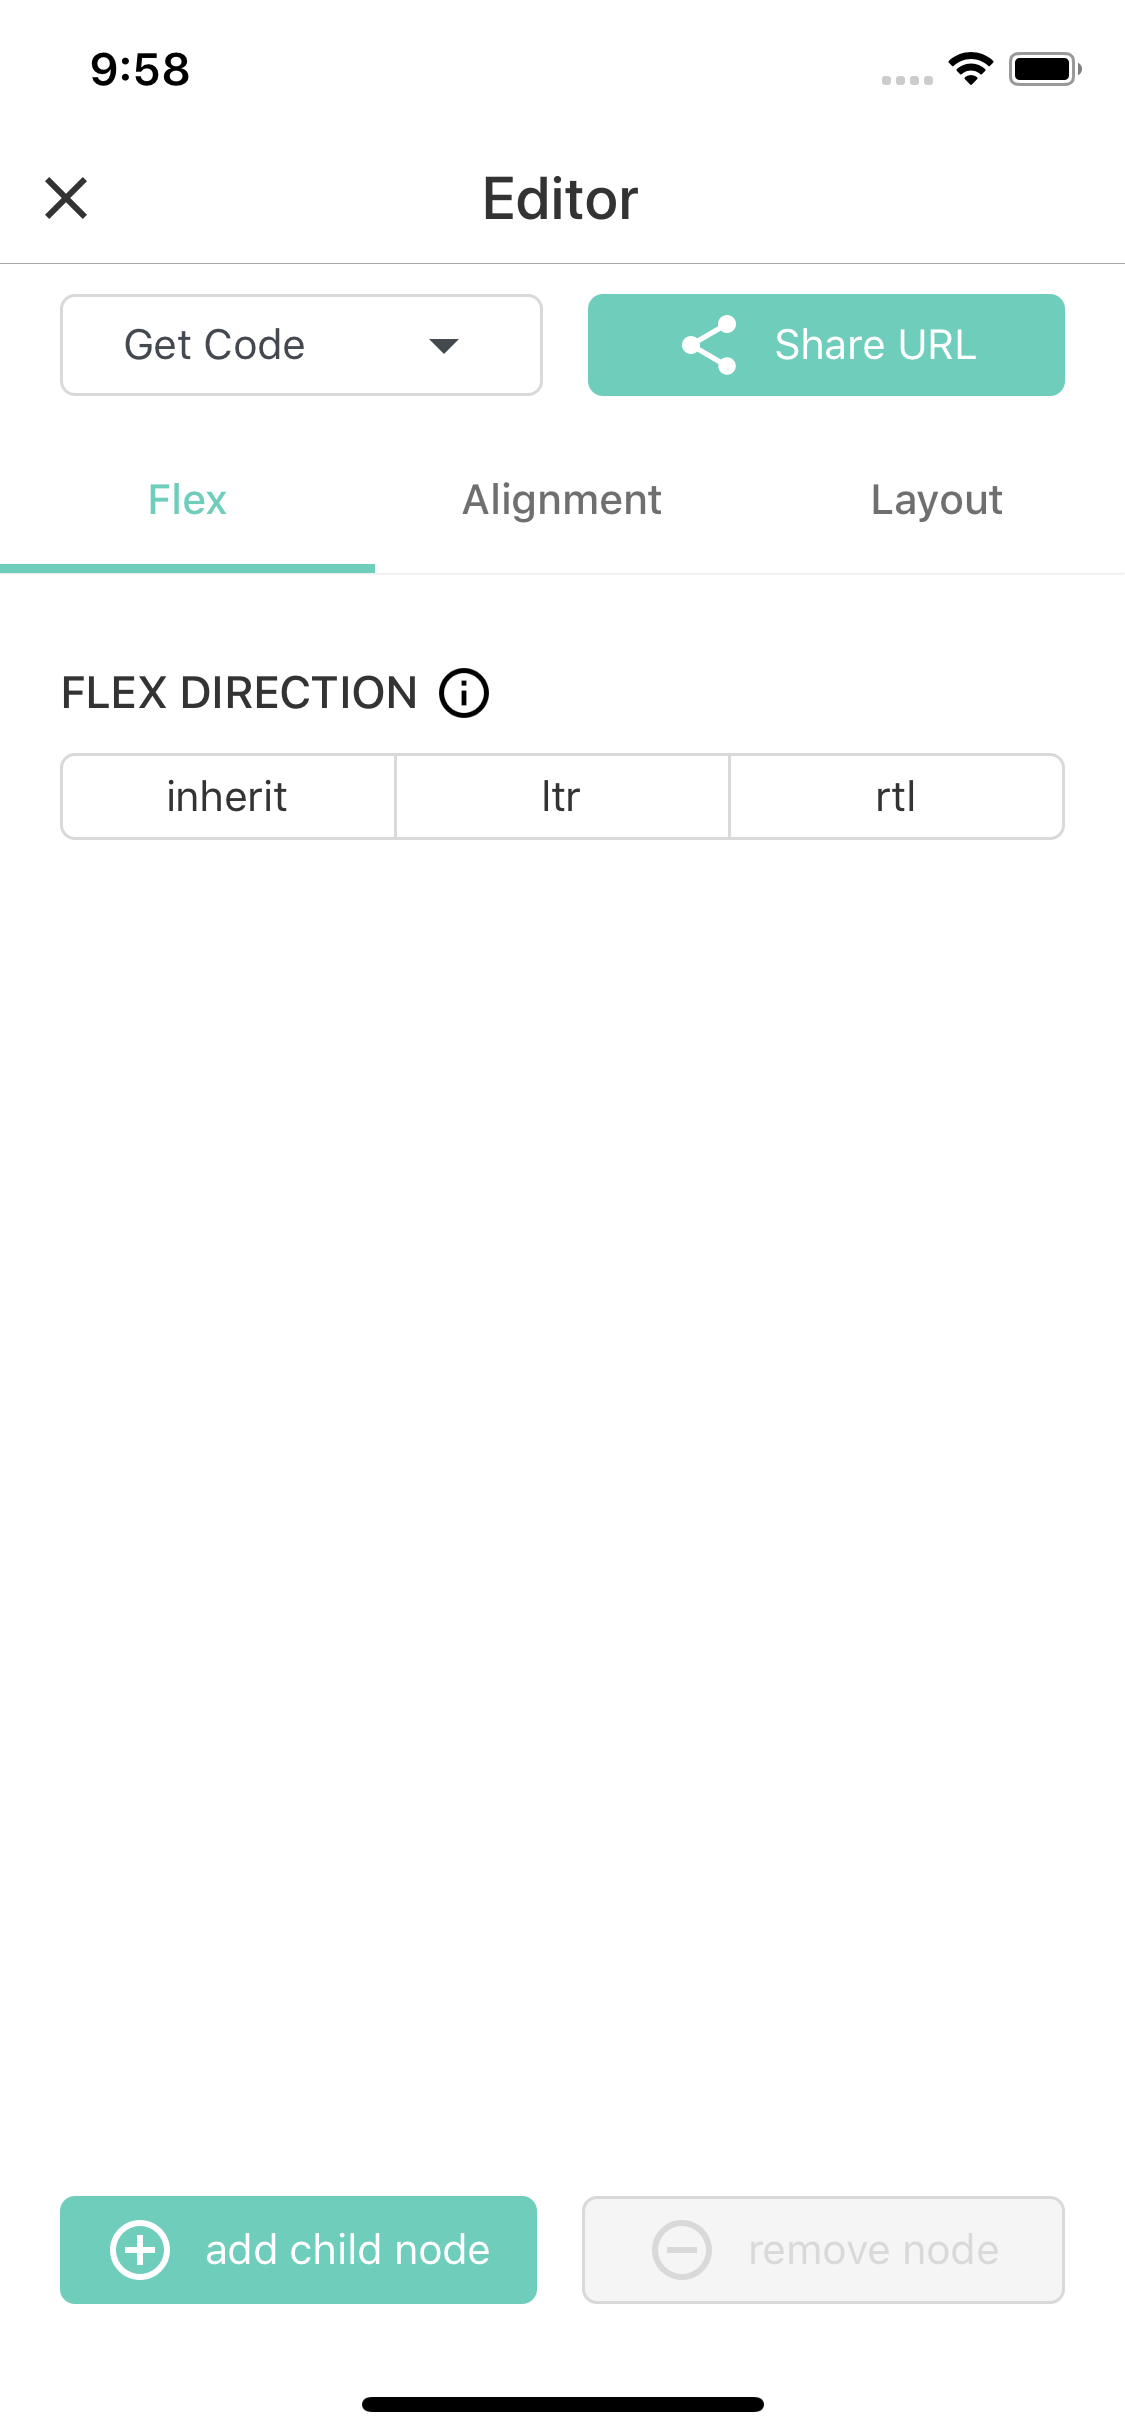 9:58
Editor
Get Code
Share URL
Flex
Alignment
Layout
FLEX DIRECTION
inherit
ltr
rtl
add child node
remove node